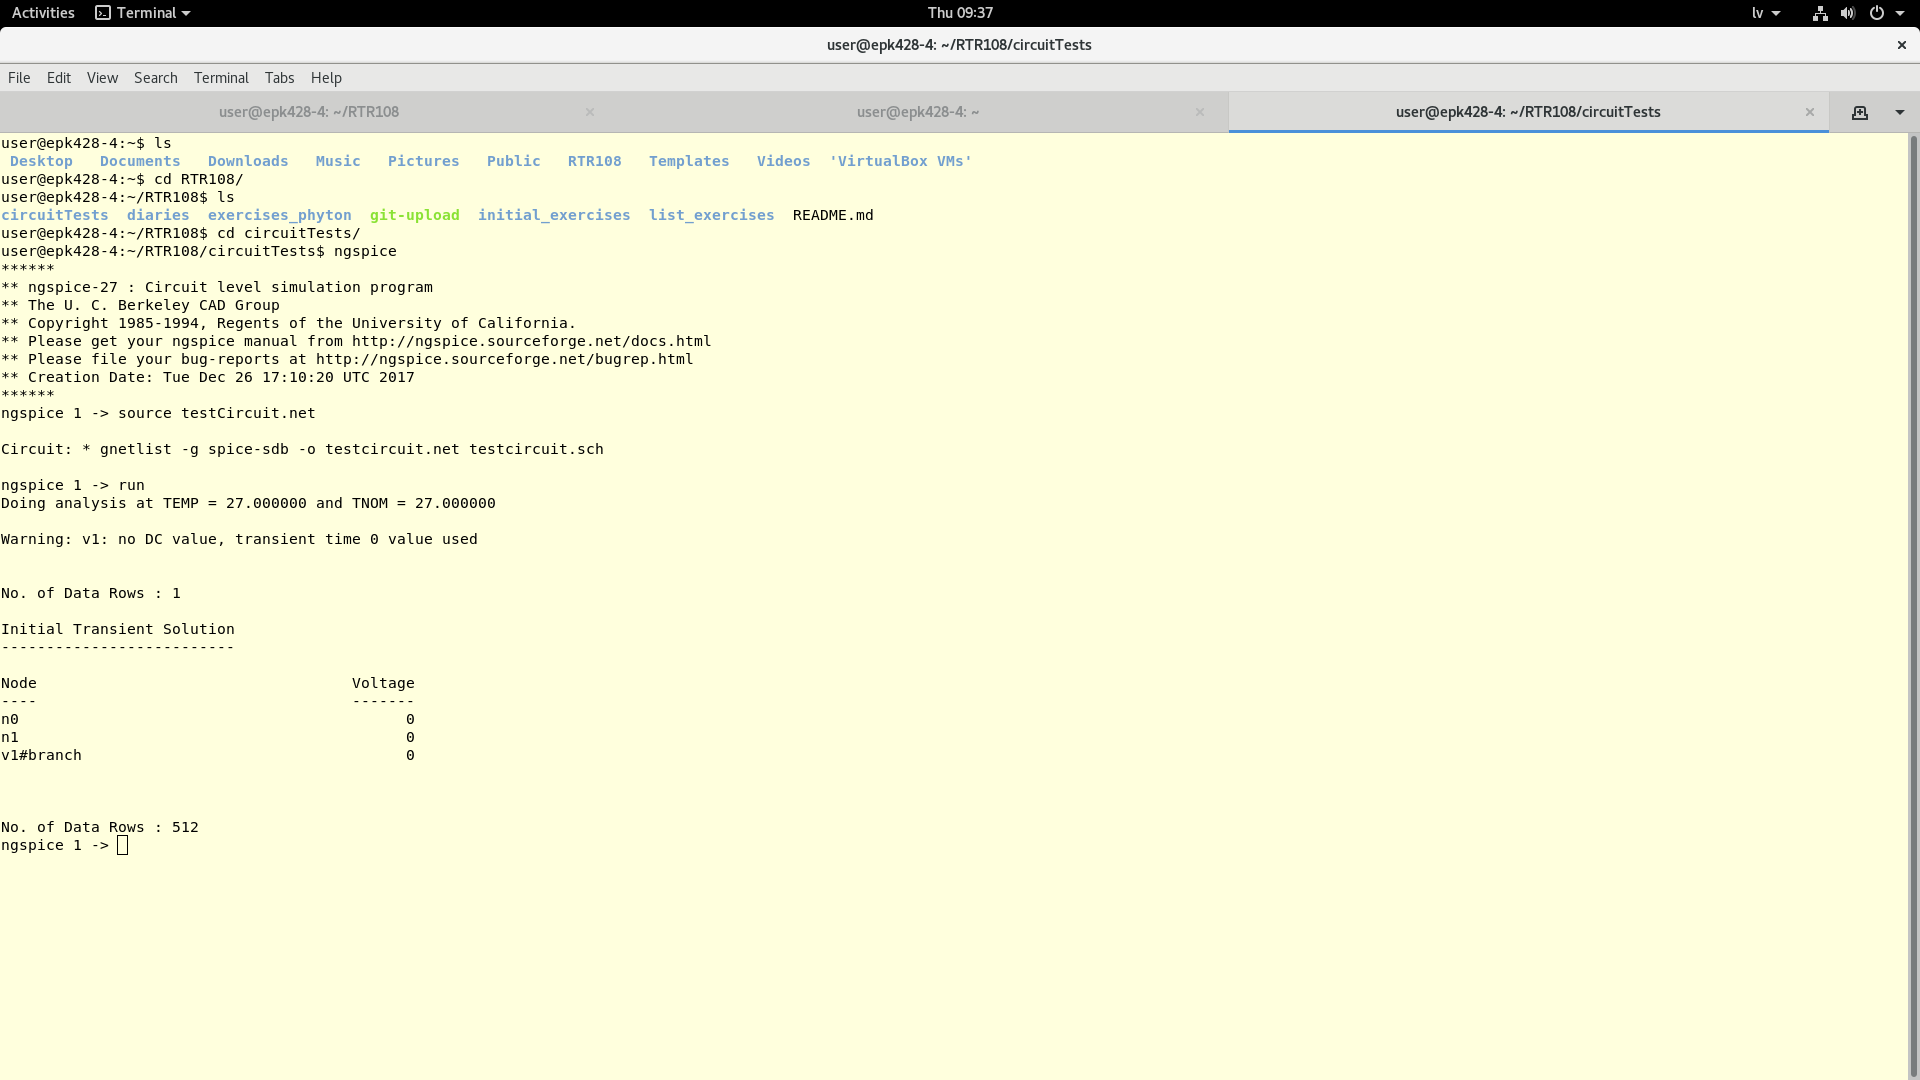 Activities Terminal Thu 09:37 lv
user@epk428-4: ~/RTR108/circuitTests
File Edit View Search Terminal Tabs Help
user@epk428-4: ~/RTR108 user@epk428-4: ~ user@epk428-4: ~/RTR108/circuitTests
user@epk428-4:~$ ls
Desktop Documents Downloads Music Pictures Public RTR108 Templates Videos 'VirtualBox VMs'
user@epk428-4:~$ cd RTR108/
user@epk428-4:~/RTR108$ ls
circuitTests diaries exercises_phyton git-upload initial_exercises list_exercises README.md
user@epk428-4:~/RTR108$ cd circuitTests/
user@epk428-4:~/RTR108/circuitTests$ ngspice
******
** ngspice-27 : Circuit level simulation program
** The U. C. Berkeley CAD Group
** Copyright 1985-1994, Regents of the University of California.
** Please get your ngspice manual from http://ngspice.sourceforge.net/docs.html
** Please file your bug-reports at http://ngspice.sourceforge.net/bugrep.html
** Creation Date: Tue Dec 26 17:10:20 UTC 2017
******
ngspice 1 -> source testCircuit.net
Circuit: * gnetlist -g spice-sdb -o testcircuit.net testcircuit.sch
ngspice 1 -> run
Doing analysis at TEMP = 27.000000 and TNOM = 27.000000
Warning: v1: no DC value, transient time 0 value used
No. of Data Rows : 1
Initial Transient Solution
--------------------------
Node Voltage
---- -------
n0 0
n1 0
v1#branch 0
No. of Data Rows : 512
ngspice 1 ->